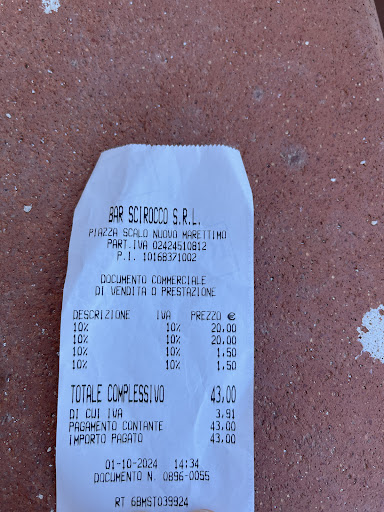 BAR SCIROCCO S.R.L.
PIAZZA SCALO NUOVO MARETTIMO
PART.IVA 02424510812
P.I. 10168371002
DOCUMENTO COMMERCIALE
DI VENDITA O PRESTAZIONE
DESCRIZIONE IVA PREZZO €
10% 10% 20,00
10% 10% 20,00
10% 10% 1,50
10% 10% 1,50
TOTALE COMPLESSIVO 43,00
DI CUI IVA 3,91
PAGAMENTO CONTANTE 43,00
IMPORTO PAGATO 43,00
01-10-2024 14:34
DOCUMENTO N. 0896-0055
RT 6BMST039924